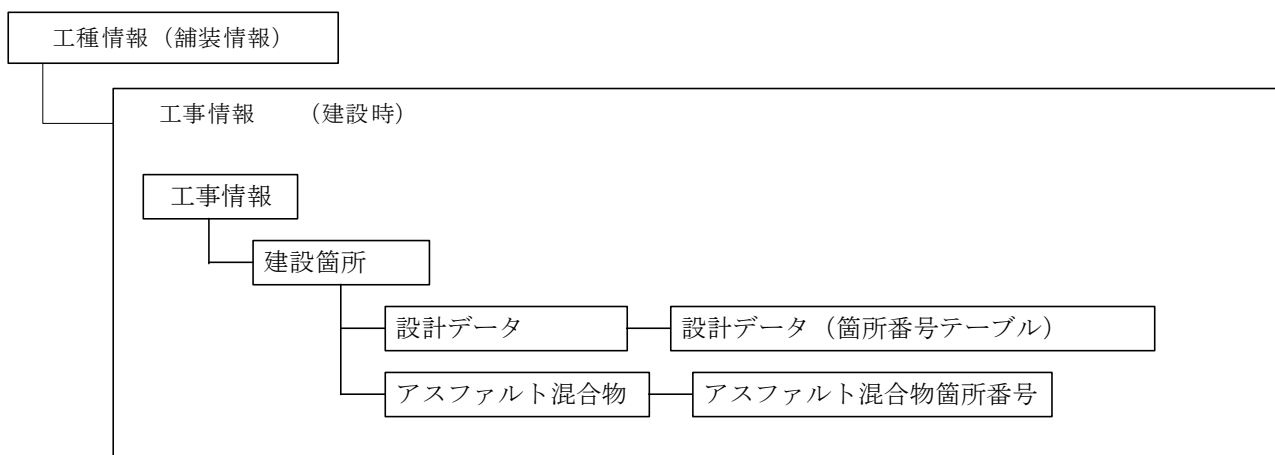 工種情報（舗装情報）
工事情報　　（建設時）
工事情報
建設箇所
設計データ
設計データ（箇所番号テーブル）
アスファルト混合物
アスファルト混合物箇所番号